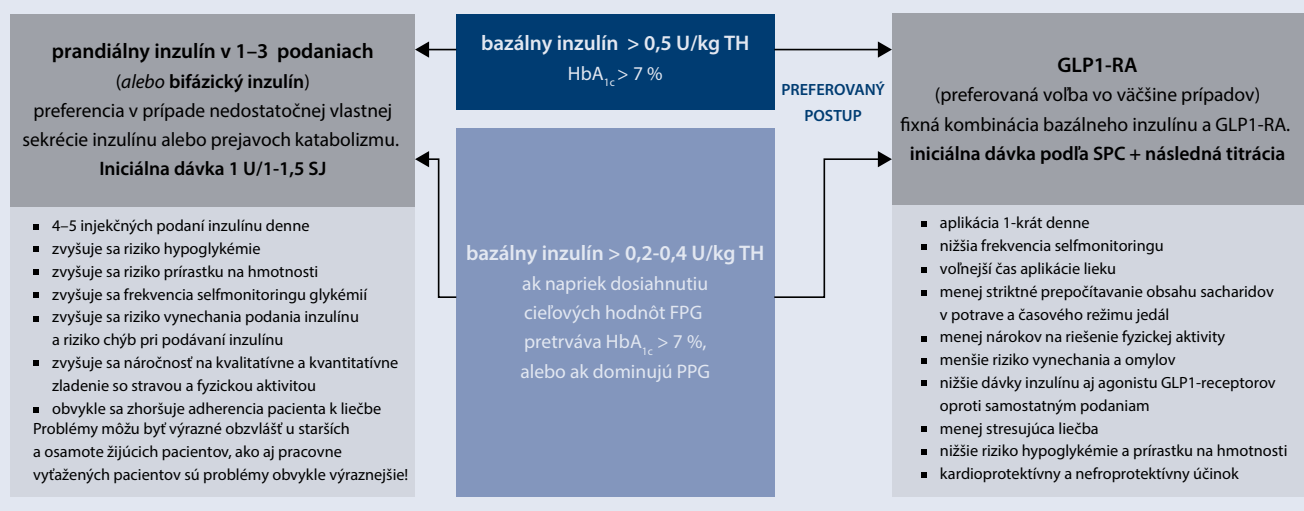 prandiálny inzulín v 1–3 podaniach
(alebo bifázický inzulín)
preferencia v prípade nedostatočnej vlastnej
sekrécie inzulínu alebo prejavoch katabolizmu.
Iniciálna dávka 1 U/1-1,5 SJ
4–5 injekčných podaní inzulínu denne
zvyšuje sa riziko hypoglykémie
zvyšuje sa riziko prírastku na hmotnosti
zvyšuje sa frekvencia selfmonitoringu glykémií
zvyšuje sa riziko vynechania podania inzulínu
a riziko chýb pri podávaní inzulínu
zvyšuje sa náročnosť na kvalitatívne a kvantitatívne
zladenie so stravou a fyzickou aktivitou
obvykle sa zhoršuje adherencia pacienta k liečbe
Problémy môžu byť výrazné obzvlášť u starších
a osamote žijúcich pacientov, ako aj pracovne
vyťažených pacientov sú problémy obvykle výraznejšie!
bazálny inzulín > 0,5 U/kg TH
HbA1c > 7 %
bazálny inzulín > 0,2-0,4 U/kg TH
ak napriek dosiahnutiu
cieľových hodnôt FPG
pretrváva HbA1c > 7 %,
alebo ak dominujú PPG
PREFEROVANÝ
POSTUP
GLP1-RA
(preferovaná voľba vo väčšine prípadov)
fixná kombinácia bazálneho inzulínu a GLP1-RA.
iniciálna dávka podľa SPC + následná titrácia
aplikácia 1-krát denne
nižšia frekvencia selfmonitoringu
voľnejší čas aplikácie lieku
menej striktné prepočítavanie obsahu sacharidov
v potrave a časového režimu jedál
menej nárokov na riešenie fyzickej aktivity
menšie riziko vynechania a omylov
nižšie dávky inzulínu aj agonistu GLP1-receptorov
oproti samostatným podaniam
menej stresujúca liečba
nižšie riziko hypoglykémie a prírastku na hmotnosti
kardioprotektívny a nefroprotektívny účinok